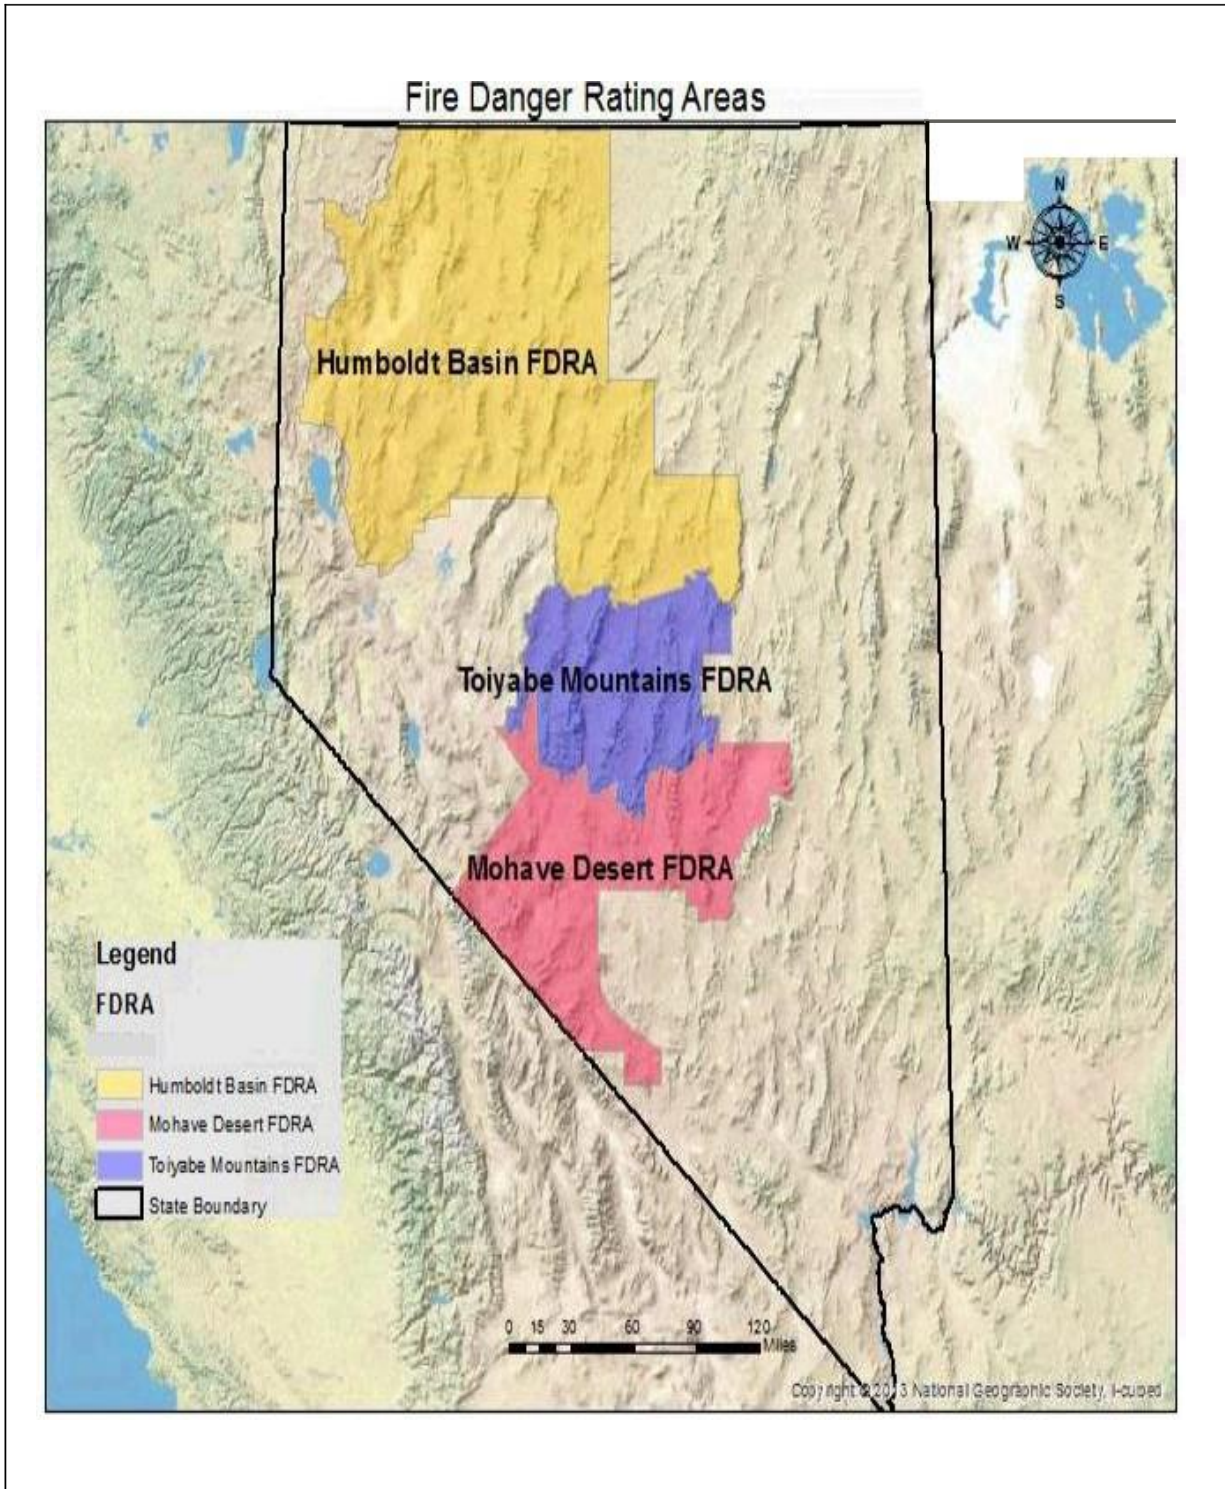 Fire Danger Rating Areas
N
W E
S
Humboldt Basin FDRA
Toiyabe Mountains FDRA
Mohave Desert FDRA
Legend
FDRA
Humboldt Basin FDRA
Mohave Desert FDRA
Toiyabe Mountains FDRA
State Boundary
0 15 30 60 90 120
Miles
Copyright © 2013 National Geographic Society, i-cubed